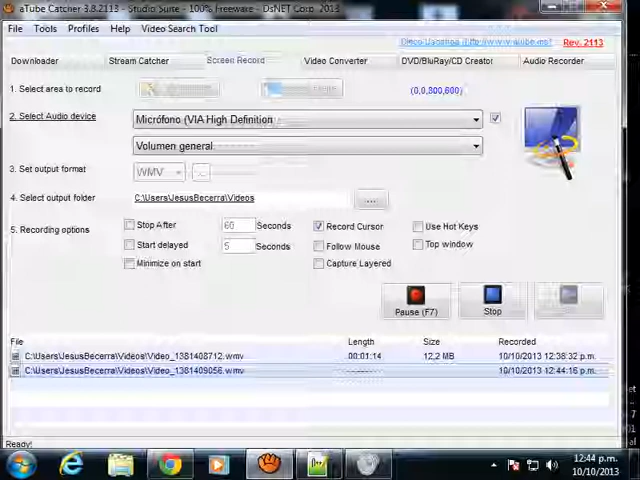 aTube Catcher 3.8.2113 - Studio Suite - 100% Freeware - DsNET Corp. 2013
File Tools Profiles Help Video Search Tool
Rev. 2113
Downloader Stream Catcher Screen Record Video Converter DVD/BluRay/CD Creator Audio Recorder
1. Select area to record
(0,0,800,600)
2. Select Audio device
Micrófono (VIA High Definition
Volumen general
3. Set output format
WMV
...
4. Select output folder
C:\Users\JesusBecerra\Videos
...
5. Recording options
Stop After 60 Seconds Record Cursor Use Hot Keys
Start delayed 5 Seconds Follow Mouse Top window
Minimize on start Capture Layered
Pause (F7) Stop
File Length Size Recorded
C:\Users\JesusBecerra\Videos\Video_1381408712.wmv 00:01:14 12,2 MB 10/10/2013 12:38:32 p.m.
C:\Users\JesusBecerra\Videos\Video_1381409056.wmv ---------- 10/10/2013 12:44:16 p.m.
Ready!
12:44 p.m.
10/10/2013